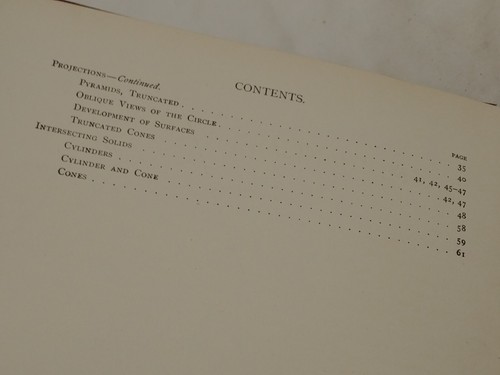 CONTENTS.
PAGE
PROJECTIONS—Continued.
PYRAMIDS, TRUNCATED . . . . . . . . . . 35
OBLIQUE VIEWS OF THE CIRCLE . . . . . . . . . . 40
DEVELOPMENT OF SURFACES . . . . . . . . . . 41, 42, 45-47
TRUNCATED CONES . . . . . . . . . . 42, 47
INTERSECTING SOLIDS . . . . . . . . . . 48
CYLINDERS . . . . . . . . . . 58
CYLINDER AND CONE . . . . . . . . . . 59
CONES . . . . . . . . . . 61